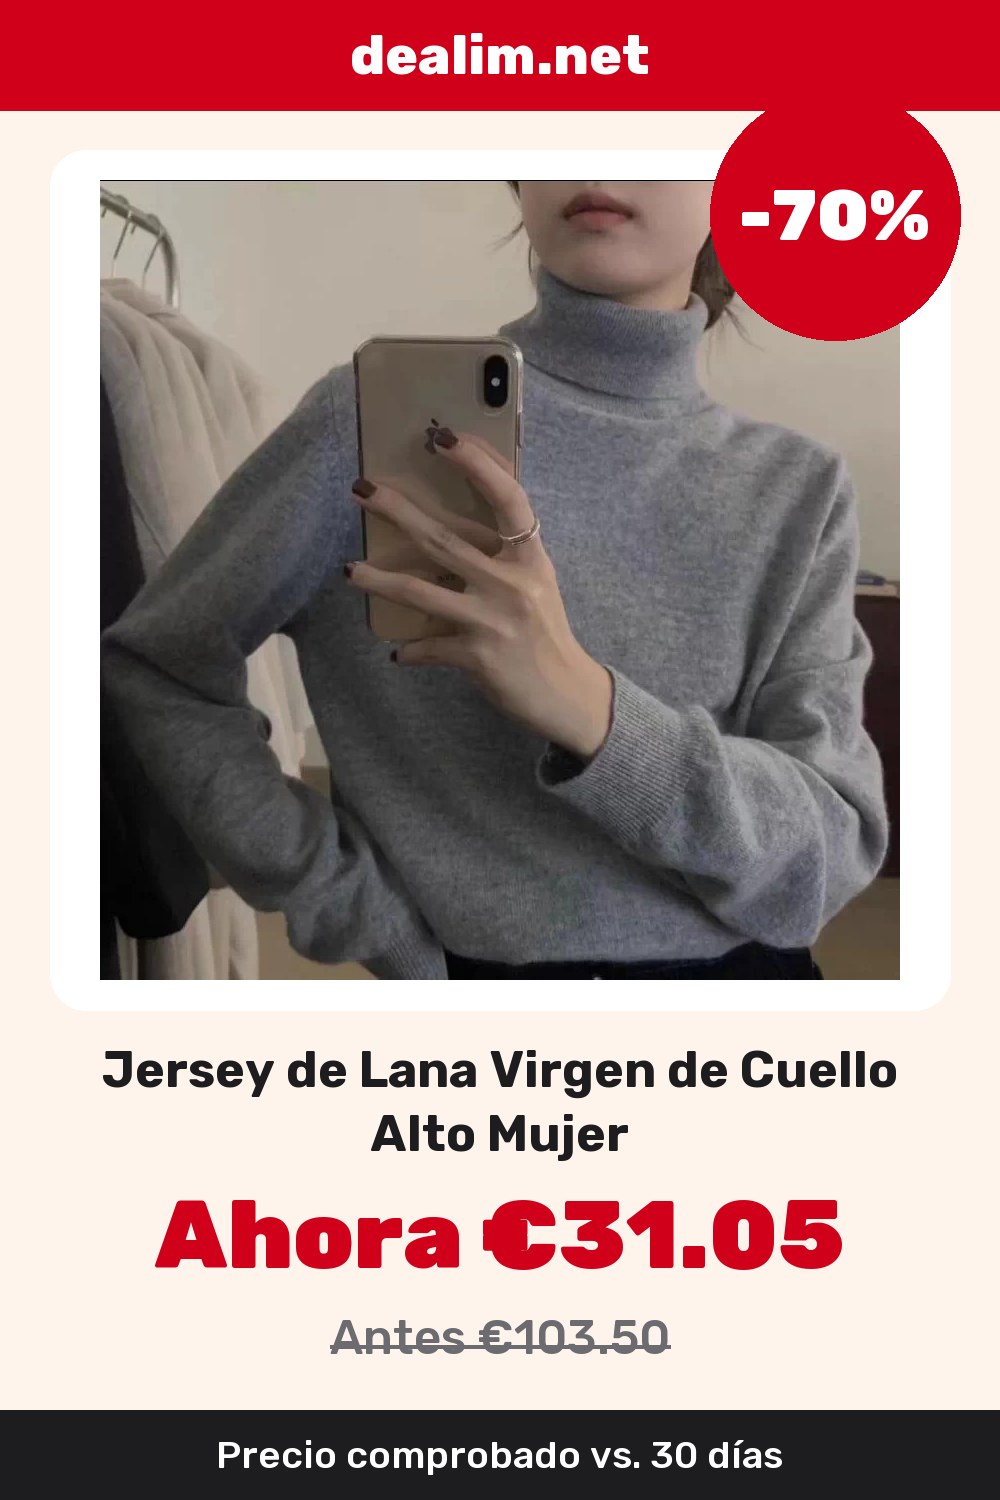 dealim.net
-70%
Jersey de Lana Virgen de Cuello
Alto Mujer
Ahora €31.05
Antes €103.50
Precio comprobado vs. 30 días